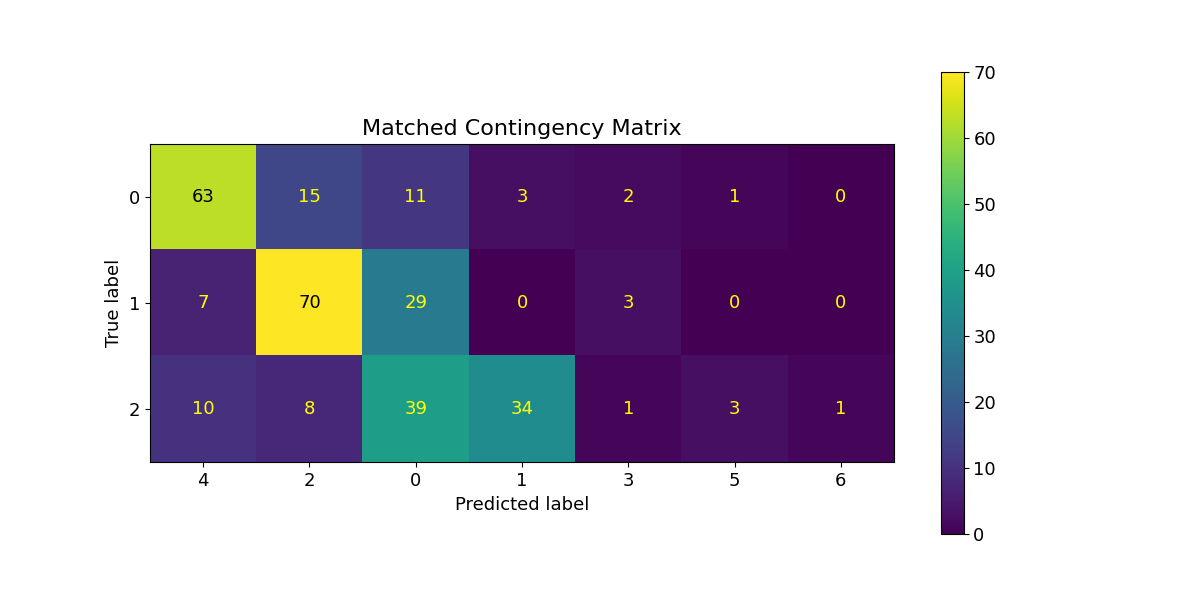 Matched Contingency Matrix
True label
0 63 15 11 3 2 1 0
1 7 70 29 0 3 0 0
2 10 8 39 34 1 3 1
4 2 0 1 3 5 6
Predicted label
70
60
50
40
30
20
10
0